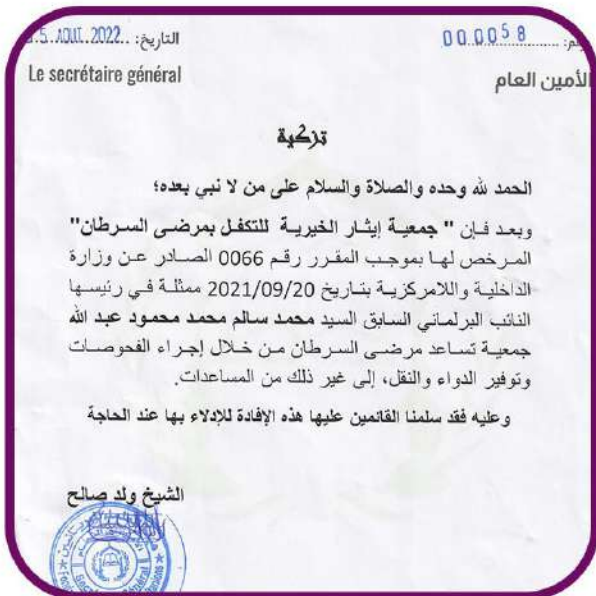 التاريخ: 5 AOUT 2022
000058
Le secrétaire général
الأمين العام
تزكية
الحمد لله وحده والصلاة والسلام على من لا نبي بعده؛
وبعد فإن " جمعية إيثار الخيرية للتكفل بمرضى السرطان"
المرخص لها بموجب المقرر رقم 0066 الصادر عن وزارة
الداخلية واللامركزية بتاريخ 2021/09/20 ممثلة في رئيسها
النائب البرلماني السابق السيد محمد سالم محمد محمود عبد الله
جمعية تساعد مرضى السرطان من خلال إجراء الفحوصات
وتوفير الدواء والنقل، إلى غير ذلك من المساعدات.
وعليه فقد سلمنا القائمين عليها هذه الإفادة للإدلاء بها عند الحاجة
الشيخ ولد صالح